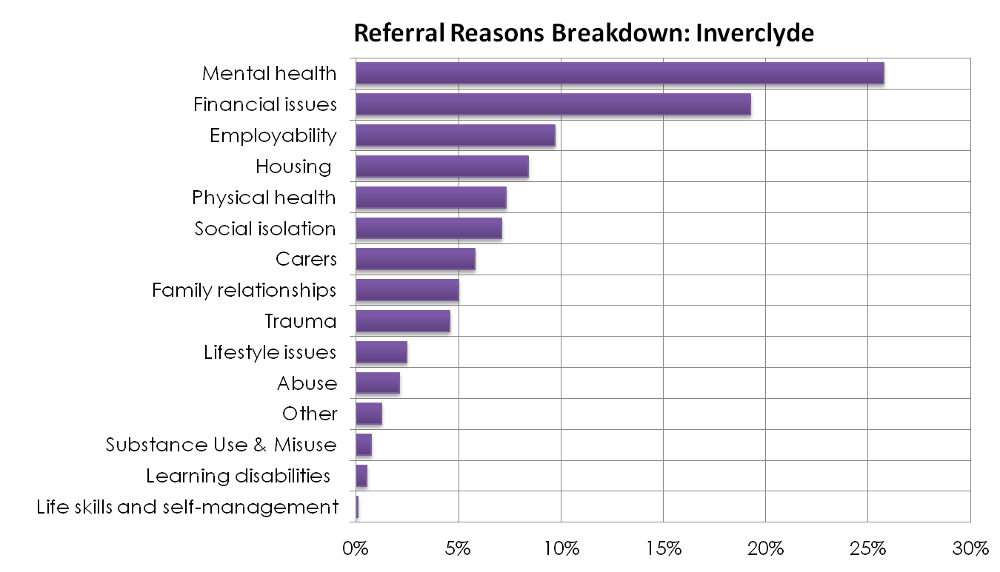 Referral Reasons Breakdown: Inverclyde
Mental health
Financial issues
Employability
Housing
Physical health
Social isolation
Carers
Family relationships
Trauma
Lifestyle issues
Abuse
Other
Substance Use & Misuse
Learning disabilities
Life skills and self-management
0% 5% 10% 15% 20% 25% 30%